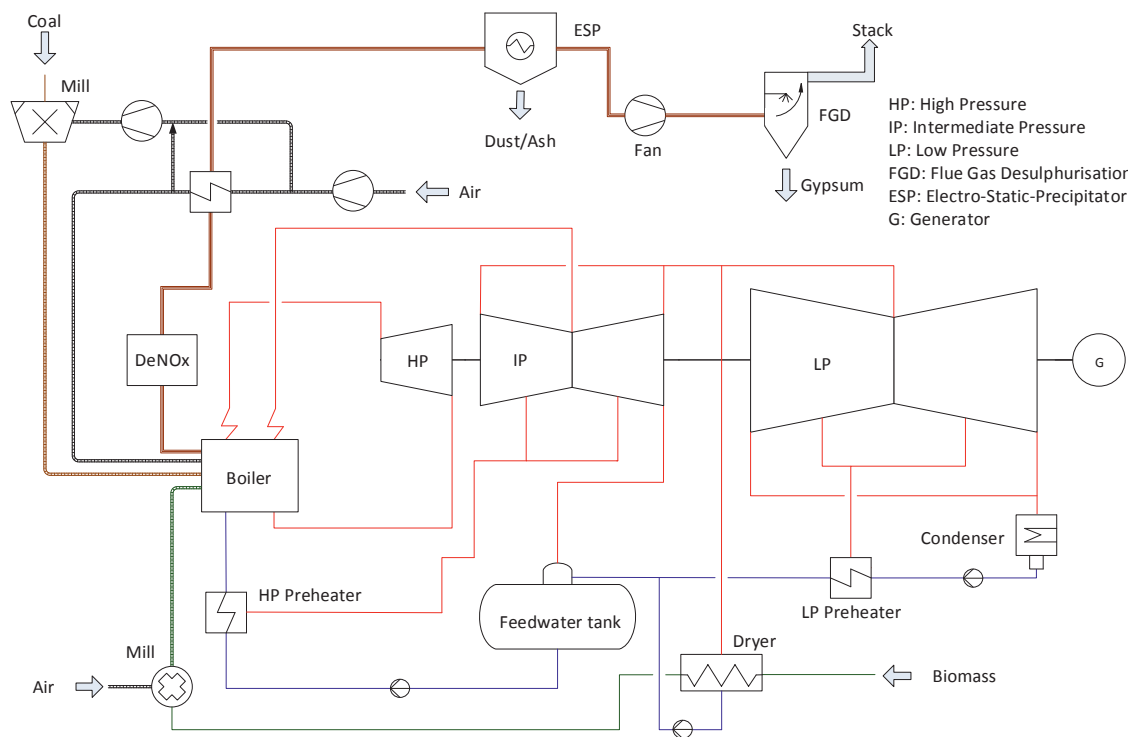 Coal
Mill
ESP
Stack
Dust/Ash
Fan
FGD
Gypsum
Air
HP: High Pressure
IP: Intermediate Pressure
LP: Low Pressure
FGD: Flue Gas Desulphurisation
ESP: Electro-Static-Precipitator
G: Generator
DeNOx
HP
IP
LP
G
Boiler
Condenser
HP Preheater
LP Preheater
Feedwater tank
Dryer
Mill
Air
Biomass